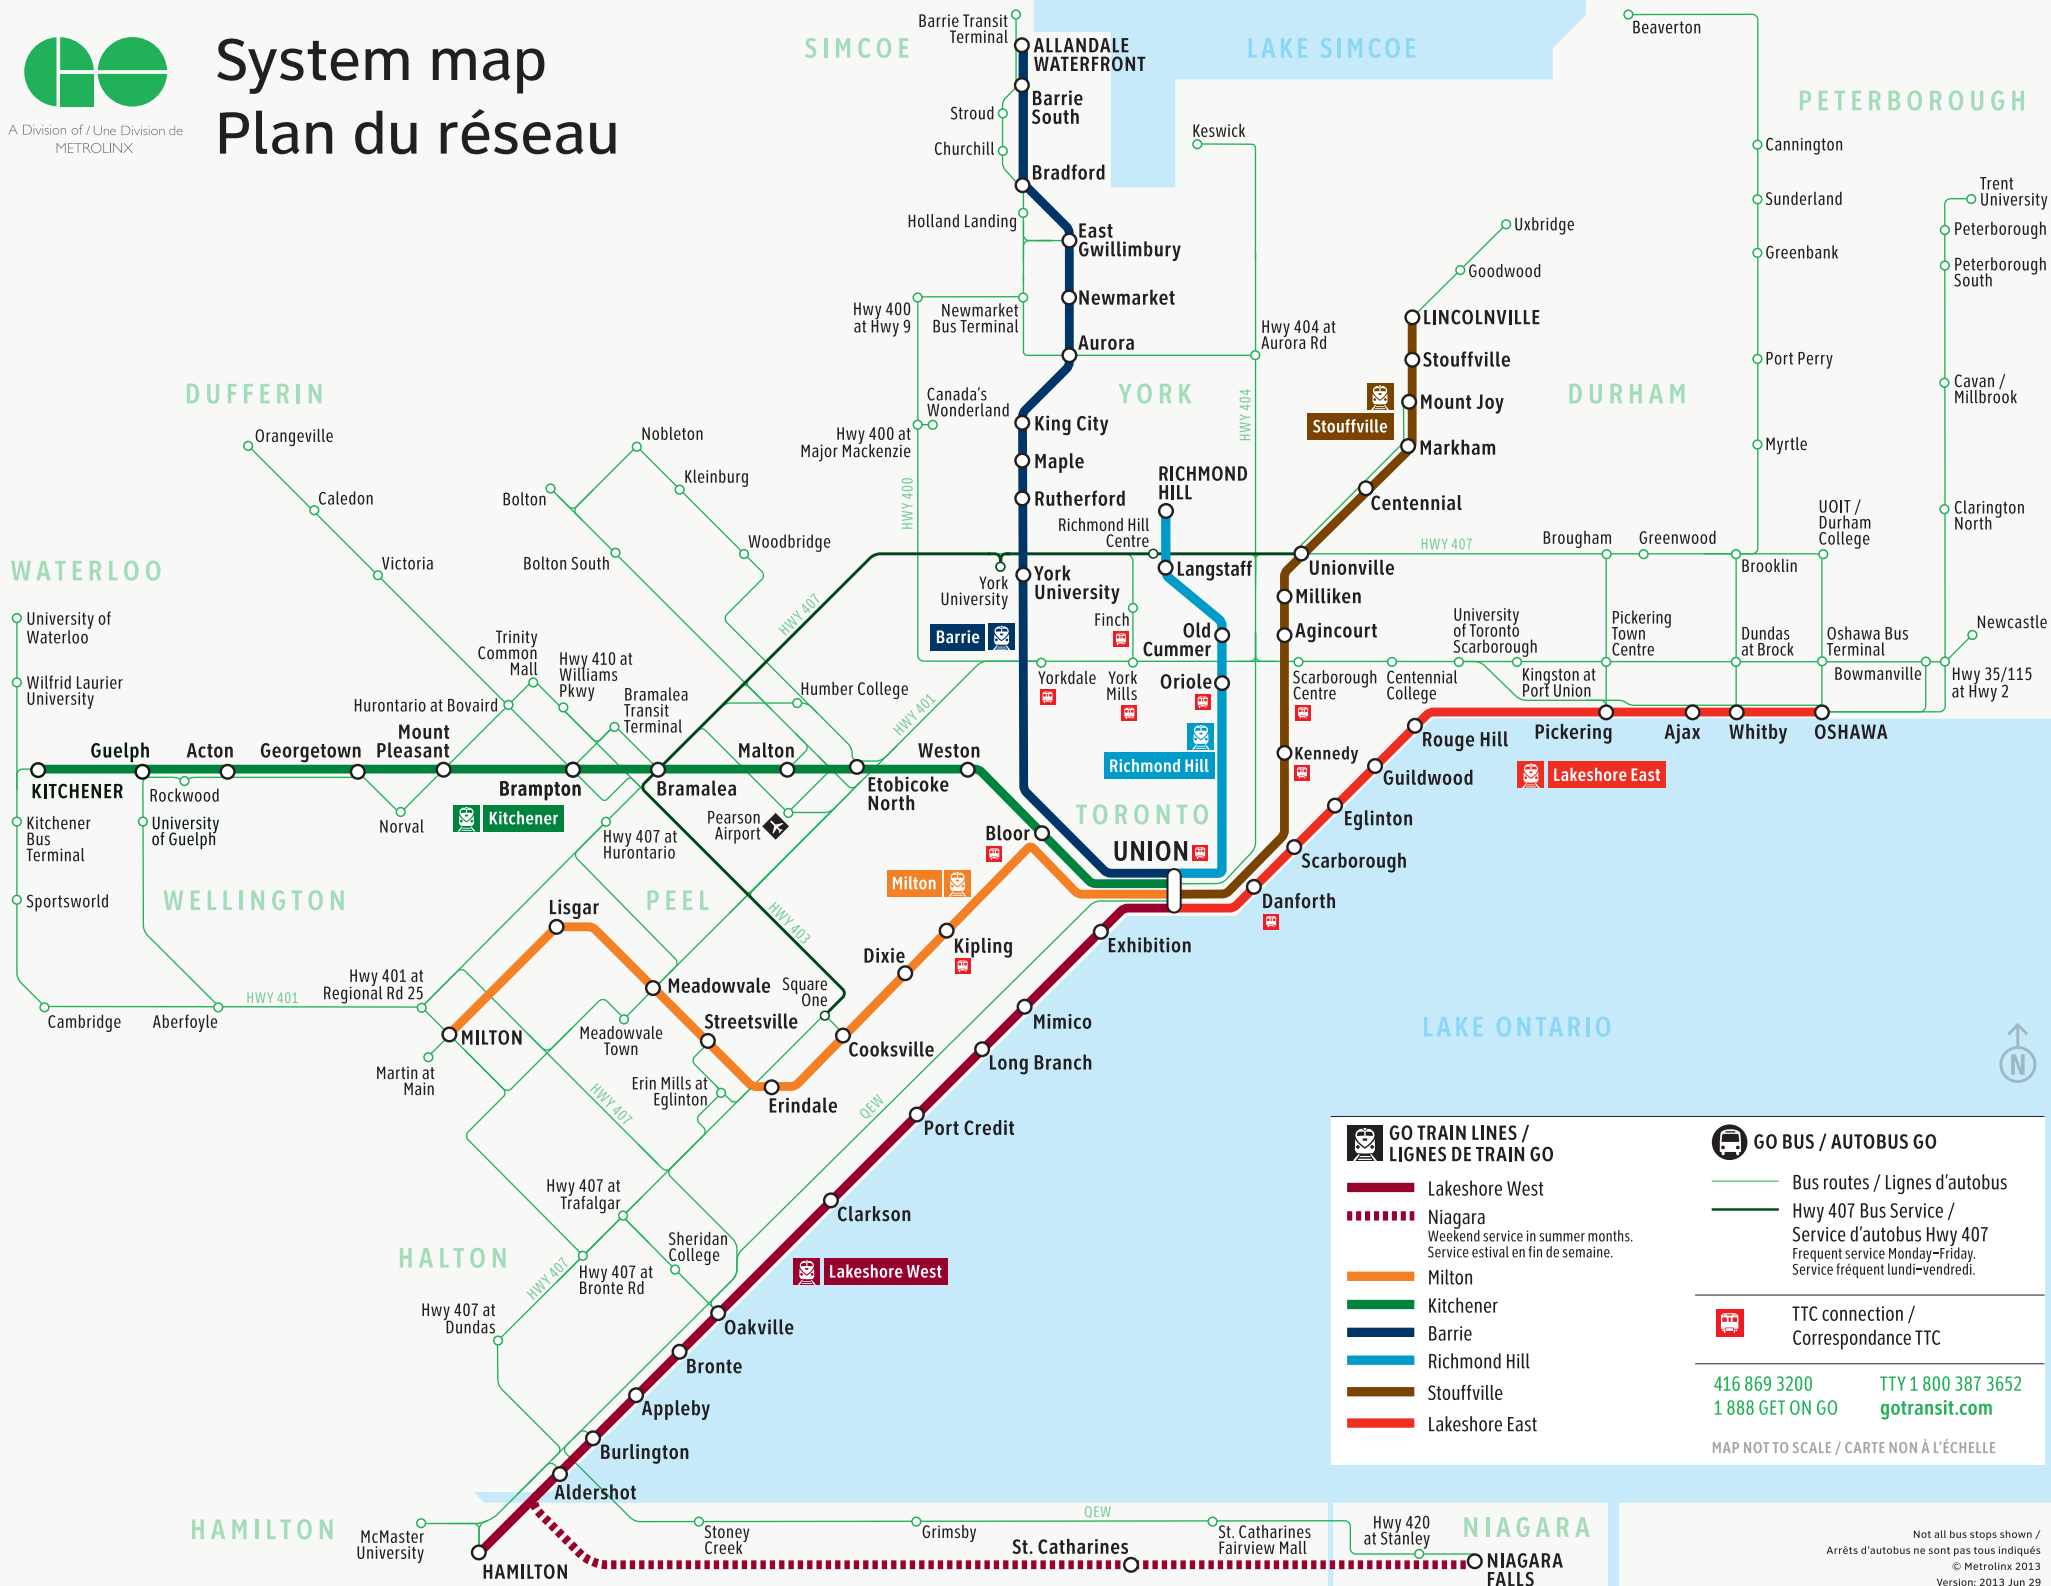 A Division of / Une Division de
METROLINX
System map
Plan du réseau
SIMCOE
LAKE SIMCOE
PETERBOROUGH
DUFFERIN
YORK
DURHAM
WATERLOO
WELLINGTON
PEEL
TORONTO
HALTON
HAMILTON
NIAGARA
LAKE ONTARIO
Barrie Transit
Terminal
ALLANDALE
WATERFRONT
Barrie
South
Stroud
Churchill
Bradford
Holland Landing
East
Gwillimbury
Newmarket
Hwy 400
at Hwy 9
Newmarket
Bus Terminal
Aurora
Hwy 404 at
Aurora Rd
Keswick
Canada's
Wonderland
Hwy 400 at
Major Mackenzie
King City
Maple
Rutherford
HWY 400
HWY 404
RICHMOND
HILL
Richmond Hill
Centre
Langstaff
York
University
York
University
Barrie
Finch
Old
Cummer
Oriole
Yorkdale
York
Mills
Richmond Hill
Beaverton
Cannington
Sunderland
Greenbank
Port Perry
Myrtle
Trent
University
Peterborough
Peterborough
South
Cavan /
Millbrook
Clarington
North
Uxbridge
Goodwood
LINCOLNVILLE
Stouffville
Mount Joy
Stouffville
Markham
Centennial
Unionville
Milliken
Agincourt
HWY 407
Brougham
Greenwood
Brooklin
UOIT /
Durham
College
University
of Toronto
Scarborough
Pickering
Town
Centre
Dundas
at Brock
Oshawa Bus
Terminal
Newcastle
Scarborough
Centre
Centennial
College
Kingston at
Port Union
Bowmanville
Hwy 35/115
at Hwy 2
Kennedy
Rouge Hill
Pickering
Ajax
Whitby
OSHAWA
Guildwood
Lakeshore East
Eglinton
Scarborough
Danforth
UNION
Orangeville
Caledon
Victoria
Nobleton
Bolton
Kleinburg
Bolton South
Woodbridge
HWY 407
University of
Waterloo
Wilfrid Laurier
University
Trinity
Common
Mall
Hwy 410 at
Williams
Pkwy
Bramalea
Transit
Terminal
Hurontario at Bovaird
Humber College
HWY 401
Guelph
Acton
Georgetown
Mount
Pleasant
Malton
Weston
KITCHENER
Rockwood
Brampton
Bramalea
Etobicoke
North
Kitchener
Bus
Terminal
University
of Guelph
Norval
Kitchener
Hwy 407 at
Hurontario
Pearson
Airport
Bloor
Milton
Sportsworld
Cambridge
Aberfoyle
HWY 401
Hwy 401 at
Regional Rd 25
Lisgar
HWY 403
Dixie
Kipling
Exhibition
Meadowvale
Square
One
MILTON
Meadowvale
Town
Streetsville
Cooksville
Martin at
Main
Erin Mills at
Eglinton
Erindale
HWY 407
QEW
Mimico
Long Branch
Port Credit
Clarkson
Hwy 407 at
Trafalgar
Sheridan
College
Hwy 407 at
Bronte Rd
HWY 407
Lakeshore West
Hwy 407 at
Dundas
Oakville
Bronte
Appleby
Burlington
Aldershot
McMaster
University
HAMILTON
Stoney
Creek
Grimsby
QEW
St. Catharines
St. Catharines
Fairview Mall
Hwy 420
at Stanley
NIAGARA
FALLS
N
GO TRAIN LINES /
LIGNES DE TRAIN GO
Lakeshore West
Niagara
Weekend service in summer months.
Service estival en fin de semaine.
Milton
Kitchener
Barrie
Richmond Hill
Stouffville
Lakeshore East
GO BUS / AUTOBUS GO
Bus routes / Lignes d'autobus
Hwy 407 Bus Service /
Service d'autobus Hwy 407
Frequent service Monday–Friday.
Service fréquent lundi–vendredi.
TTC connection /
Correspondance TTC
416 869 3200
TTY 1 800 387 3652
1 888 GET ON GO
gotransit.com
MAP NOT TO SCALE / CARTE NON À L'ÉCHELLE
Not all bus stops shown /
Arrêts d'autobus ne sont pas tous indiqués
© Metrolinx 2013
Version: 2013 Jun 29